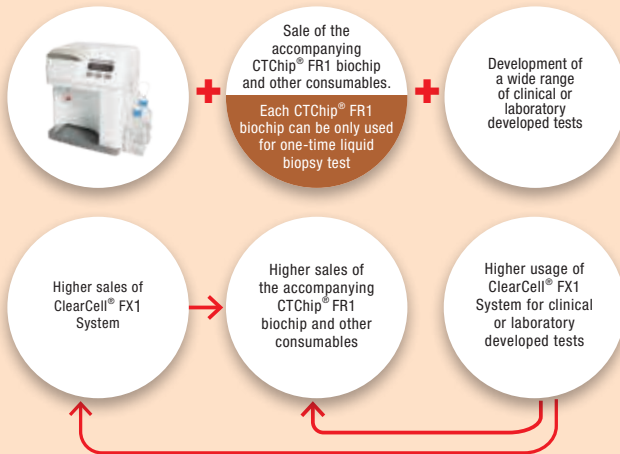 Sale of the
accompanying
CTChip® FR1 biochip
and other consumables.
Each CTChip® FR1
biochip can be only used
for one-time liquid
biopsy test
Development of
a wide range
of clinical or
laboratory
developed tests
Higher sales of
ClearCell® FX1
System
Higher sales of
the accompanying
CTChip® FR1
biochip and other
consumables
Higher usage of
ClearCell® FX1
System for clinical
or laboratory
developed tests